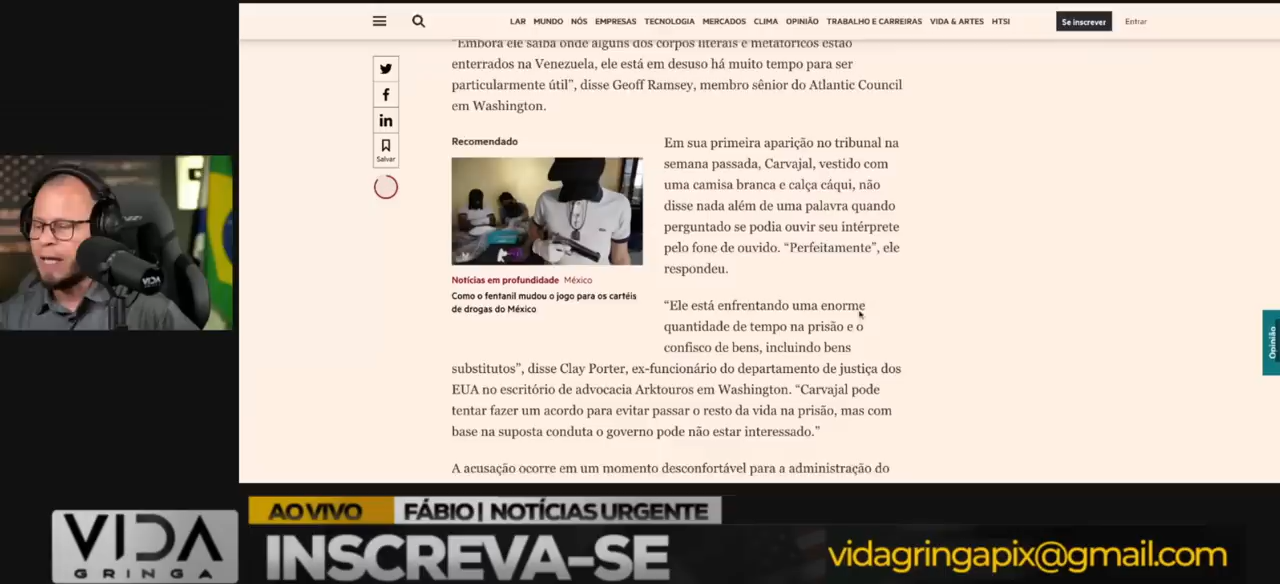 LAR MUNDO NÓS EMPRESAS TECNOLOGIA MERCADOS CLIMA OPINIÃO TRABALHO E CARREIRAS VIDA & ARTES HTSI Se inscrever Entrar
"Embora ele saiba onde alguns dos corpos literais e metafóricos estão
enterrados na Venezuela, ele está em desuso há muito tempo para ser
particularmente útil", disse Geoff Ramsey, membro sênior do Atlantic Council
em Washington.
Salvar
Recomendado
Notícias em profundidade México
Como o fentanil mudou o jogo para os cartéis
de drogas do México
Em sua primeira aparição no tribunal na
semana passada, Carvajal, vestido com
uma camisa branca e calça cáqui, não
disse nada além de uma palavra quando
perguntado se podia ouvir seu intérprete
pelo fone de ouvido. "Perfeitamente", ele
respondeu.
"Ele está enfrentando uma enorme
quantidade de tempo na prisão e o
confisco de bens, incluindo bens
substitutos", disse Clay Porter, ex-funcionário do departamento de justiça dos
EUA no escritório de advocacia Arktouros em Washington. "Carvajal pode
tentar fazer um acordo para evitar passar o resto da vida na prisão, mas com
base na suposta conduta o governo pode não estar interessado."
A acusação ocorre em um momento desconfortável para a administração do
Opinião
VIDA
VIDA
GRINGA
AO VIVO FÁBIO | NOTÍCIAS URGENTE
INSCREVA-SE
vidagringapix@gmail.com